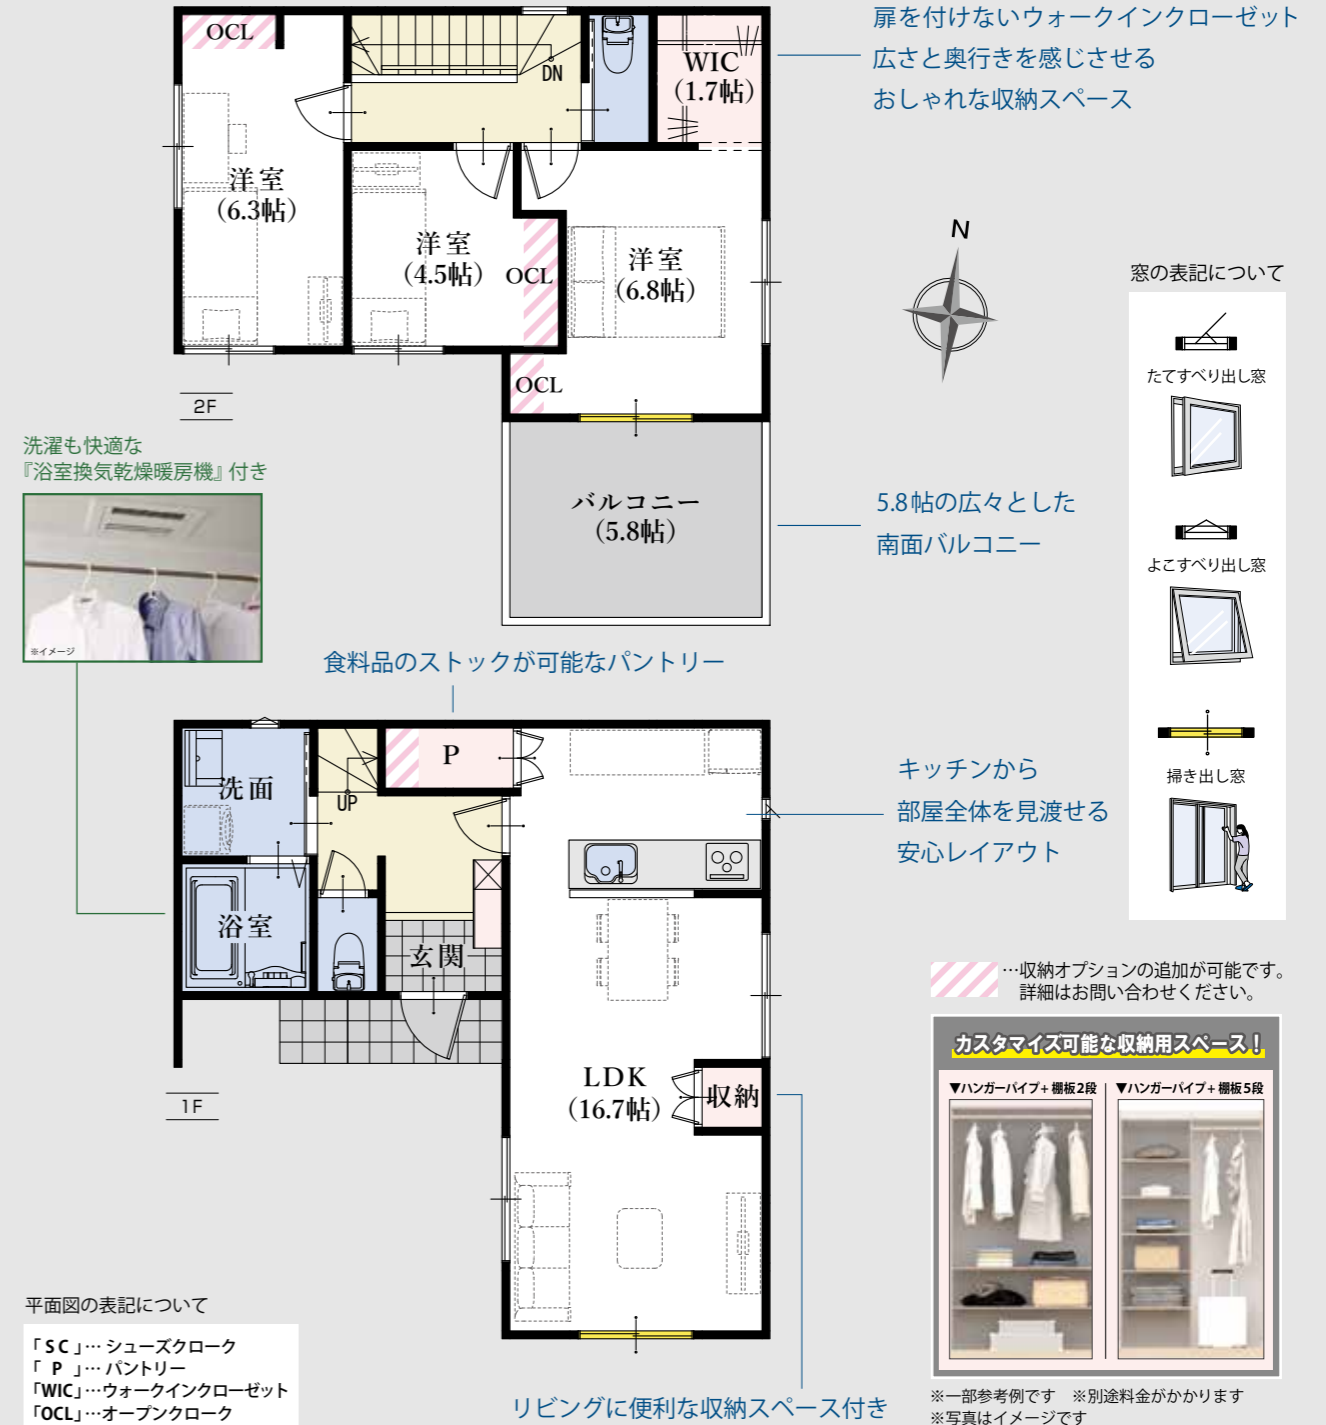 扉を付けないウォークインクローゼット
広さと奥行きを感じさせる
おしゃれな収納スペース
OCL
DN
WIC
(1.7帖)
洋室
(6.3帖)
洋室
(4.5帖)
OCL
洋室
(6.8帖)
OCL
2F
N
バルコニー
(5.8帖)
5.8帖の広々とした
南面バルコニー
洗濯も快適な
『浴室換気乾燥暖房機』付き
※イメージ
窓の表記について
たてすべり出し窓
よこすべり出し窓
掃き出し窓
食料品のストックが可能なパントリー
P
洗面
UP
浴室
玄関
キッチンから
部屋全体を見渡せる
安心レイアウト
LDK
(16.7帖)
収納
1F
リビングに便利な収納スペース付き
…収納オプションの追加が可能です。
詳細はお問い合わせください。
カスタマイズ可能な収納用スペース!
▼ハンガーパイプ+棚板2段
▼ハンガーパイプ+棚板5段
※一部参考例です ※別途料金がかかります
※写真はイメージです
平面図の表記について
「SC」…シューズクローク
「P」…パントリー
「WIC」…ウォークインクローゼット
「OCL」…オープンクローク